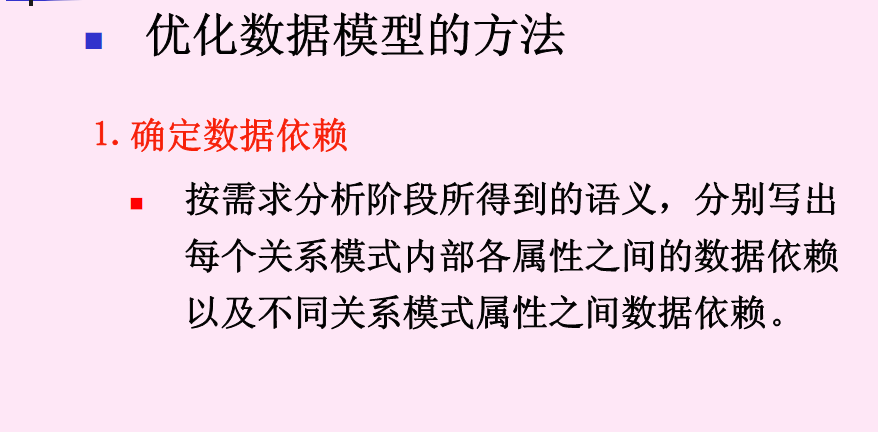 优化数据模型的方法
1. 确定数据依赖
按需求分析阶段所得到的语义，分别写出
每个关系模式内部各属性之间的数据依赖
以及不同关系模式属性之间数据依赖。